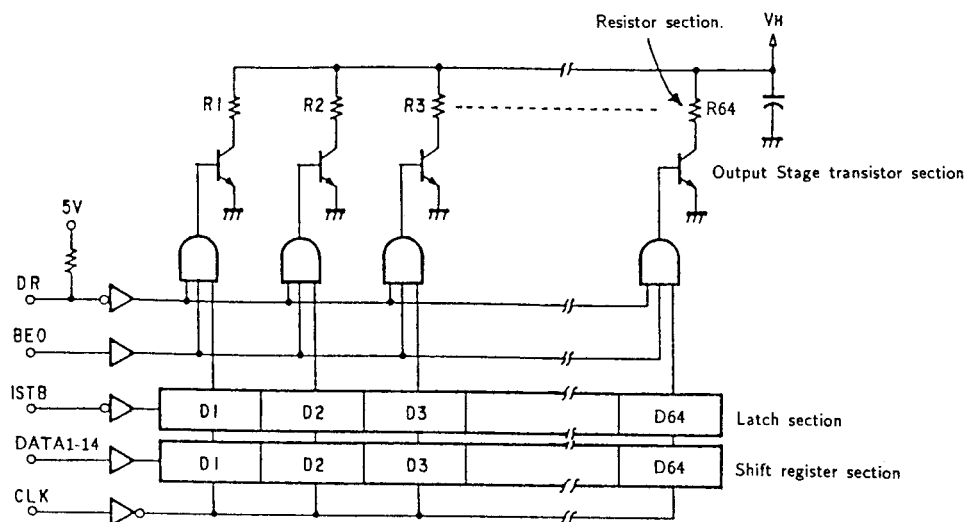 Resistor section.
VH
R1
R2
R3
R64
Output Stage transistor section
5V
DR
BEO
ISTB
D1 D2 D3 D64
Latch section
DATA1-14
D1 D2 D3 D64
Shift register section
CLK